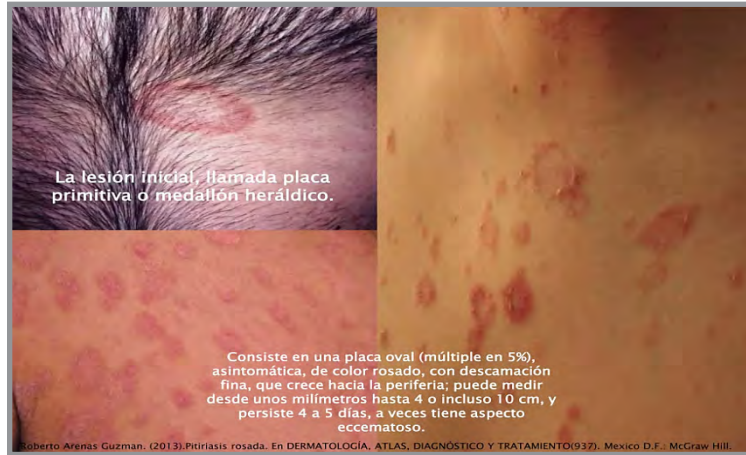 La lesión inicial, llamada placa
primitiva o medallón heráldico.
Consiste en una placa oval (múltiple en 5%),
asintomática, de color rosado, con descamación
fina, que crece hacia la periferia; puede medir
desde unos milímetros hasta 4 o incluso 10 cm, y
persiste 4 a 5 días, a veces tiene aspecto
eccematoso.
Roberto Arenas Guzman. (2013).Pitiriasis rosada. En DERMATOLOGÍA, ATLAS, DIAGNÓSTICO Y TRATAMIENTO(937). Mexico D.F.: McGraw Hill.